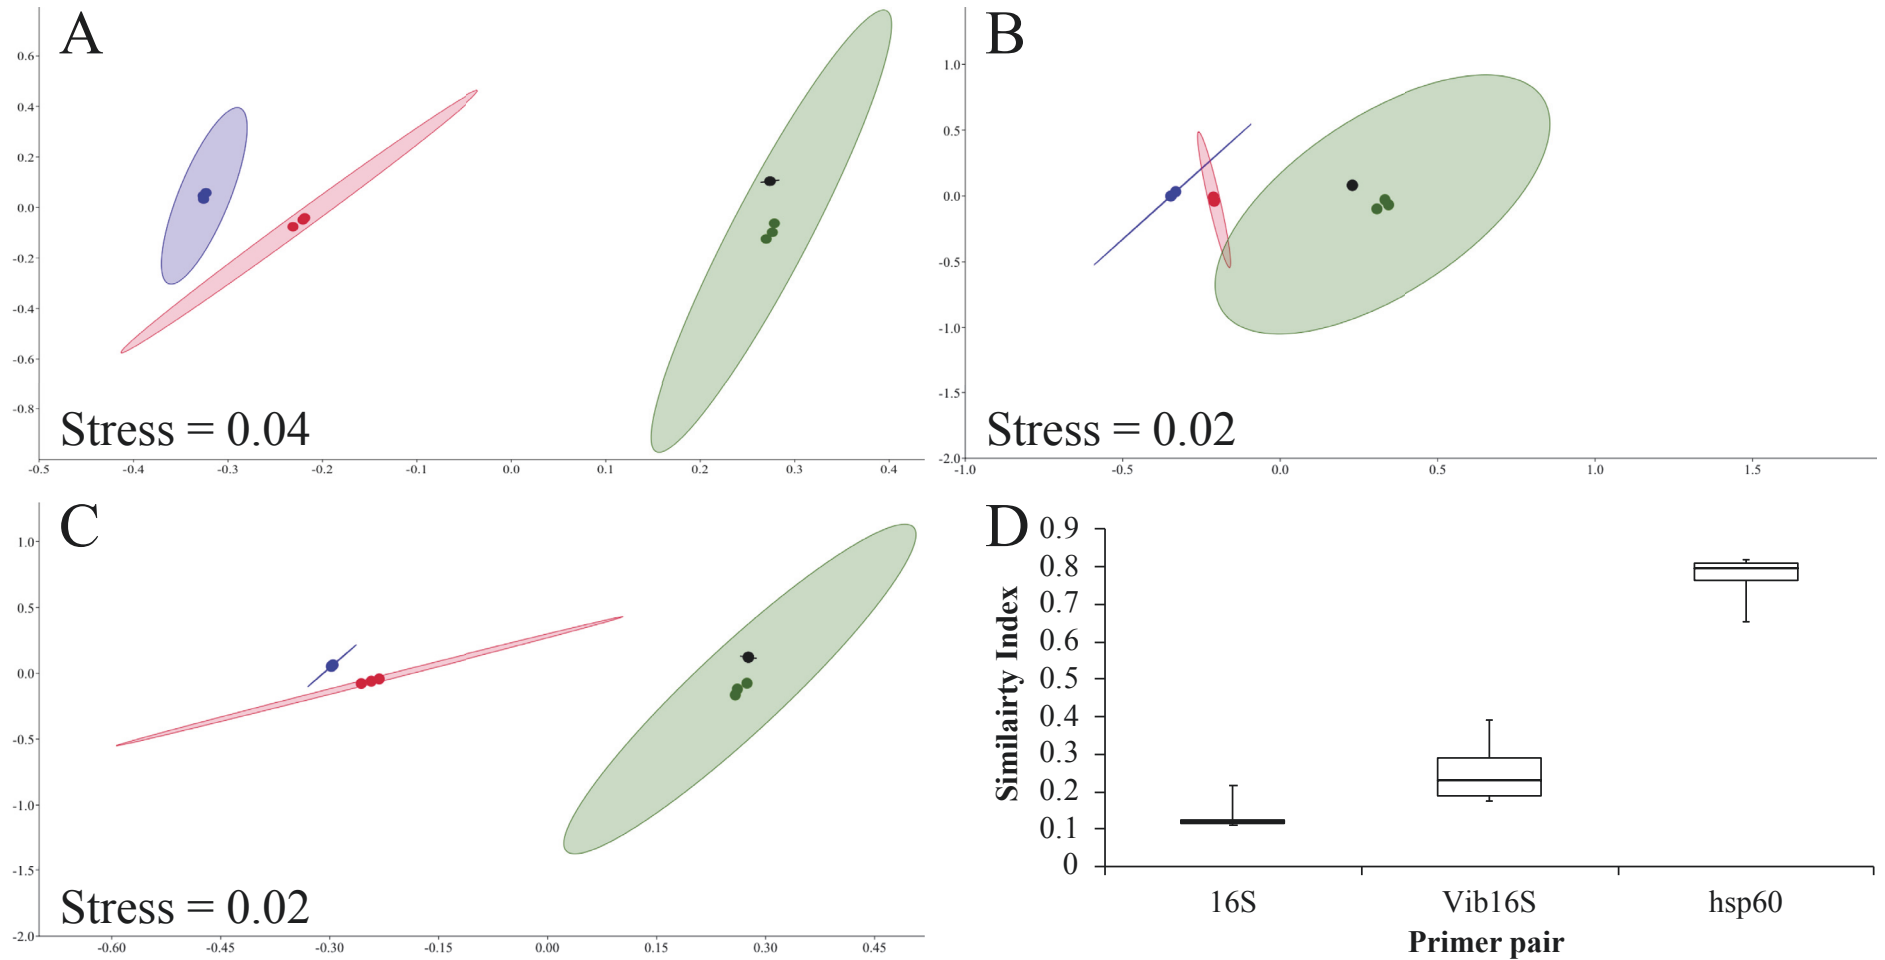 A
0.6
0.4
0.2
0.0
-0.2
-0.4
-0.6
-0.8
Stress = 0.04
-0.5 -0.4 -0.3 -0.2 -0.1 0.0 0.1 0.2 0.3 0.4
B
1.0
0.5
0.0
-0.5
-1.0
-1.5
-2.0
Stress = 0.02
-1.0 -0.5 0.0 0.5 1.0 1.5
C
1.0
0.5
0.0
-0.5
-1.0
-1.5
-2.0
Stress = 0.02
-0.60 -0.45 -0.30 -0.15 0.00 0.15 0.30 0.45
D
Similairty Index
0.9
0.8
0.7
0.6
0.5
0.4
0.3
0.2
0.1
0
16S Vib16S hsp60
Primer pair